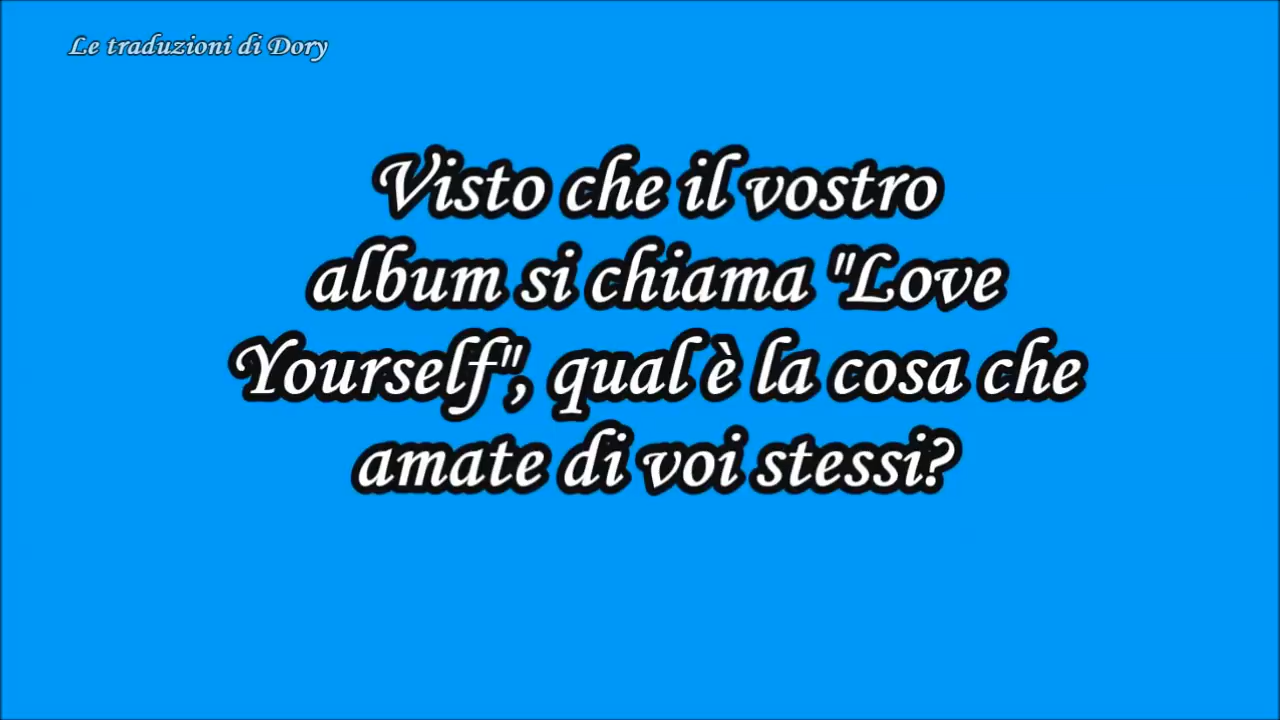 Le traduzioni di Dory
Visto che il vostro
album si chiama "Love
Yourself", qual è la cosa che
amate di voi stessi?